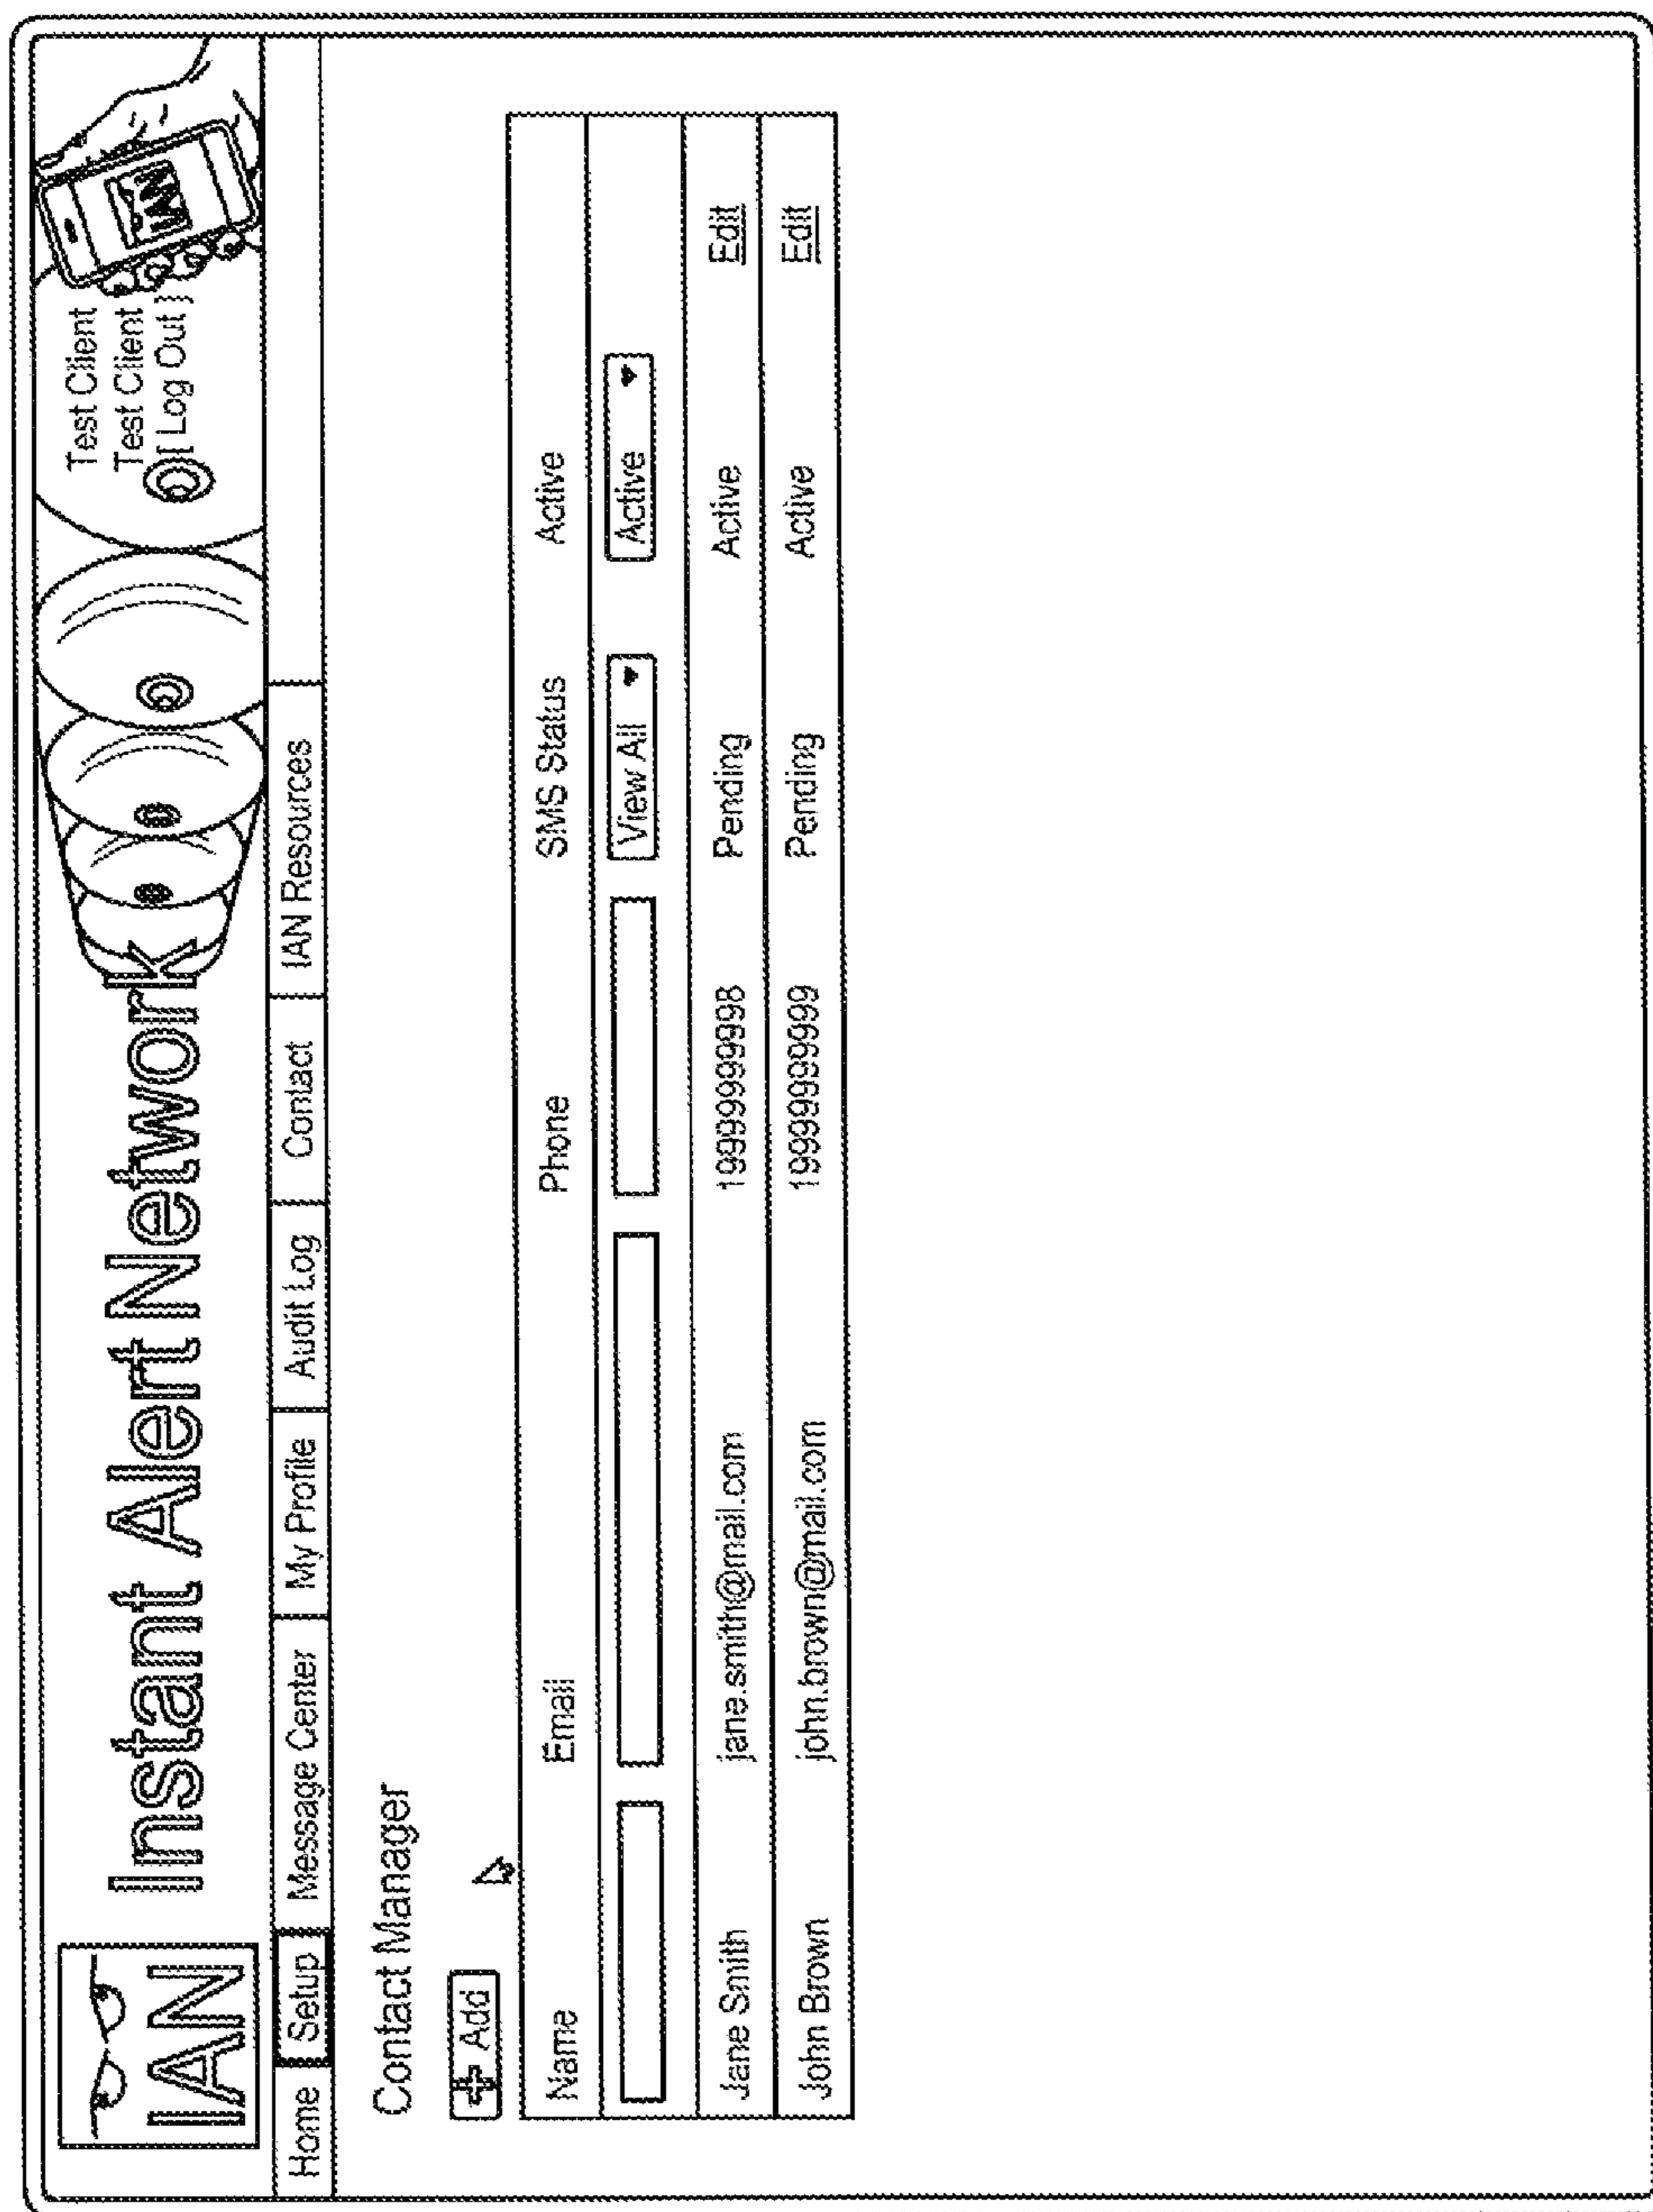 IAN
Instant Alert Network
Test Client
Test Client
[ Log Out ]
IAN
Home Setup Message Center My Profile Audit Log Contact IAN Resources
Contact Manager
Add
Name Email Phone SMS Status Active
View All Active
Jane Smith jane.smith@mail.com 19999999998 Pending Active Edit
John Brown john.brown@mail.com 19999999999 Pending Active Edit